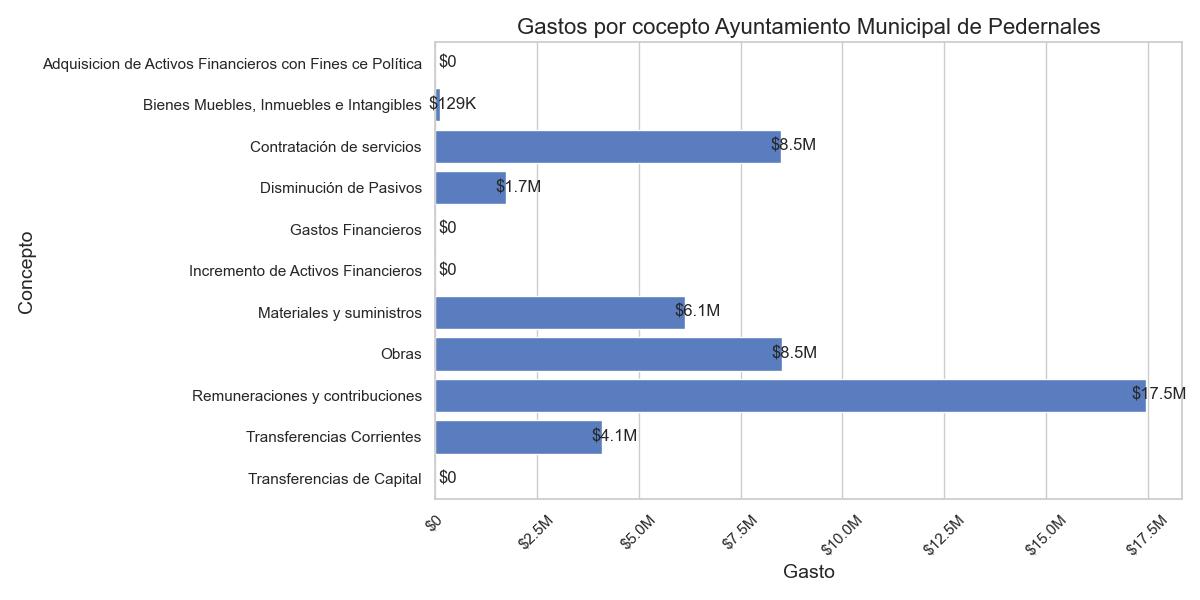 Gastos por cocepto Ayuntamiento Municipal de Pedernales
Concepto
Adquisicion de Activos Financieros con Fines ce Política $0
Bienes Muebles, Inmuebles e Intangibles $129K
Contratación de servicios $8.5M
Disminución de Pasivos $1.7M
Gastos Financieros $0
Incremento de Activos Financieros $0
Materiales y suministros $6.1M
Obras $8.5M
Remuneraciones y contribuciones $17.5M
Transferencias Corrientes $4.1M
Transferencias de Capital $0
$0 $2.5M $5.0M $7.5M $10.0M $12.5M $15.0M $17.5M
Gasto